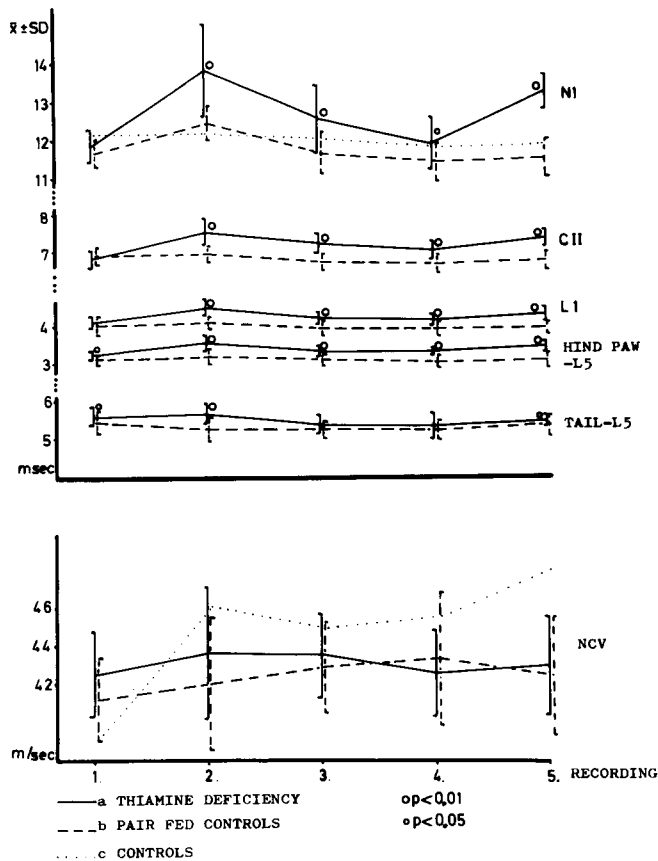 x̄ ±SD
14
13
12
11
8
7
4
3
6
5
msec
N1
CII
L1
HIND PAW
-L5
TAIL-L5
46
44
42
m/sec
NCV
1. 2. 3. 4. 5. RECORDING
a THIAMINE DEFICIENCY
b PAIR FED CONTROLS
c CONTROLS
o p<0,01
o p<0,05